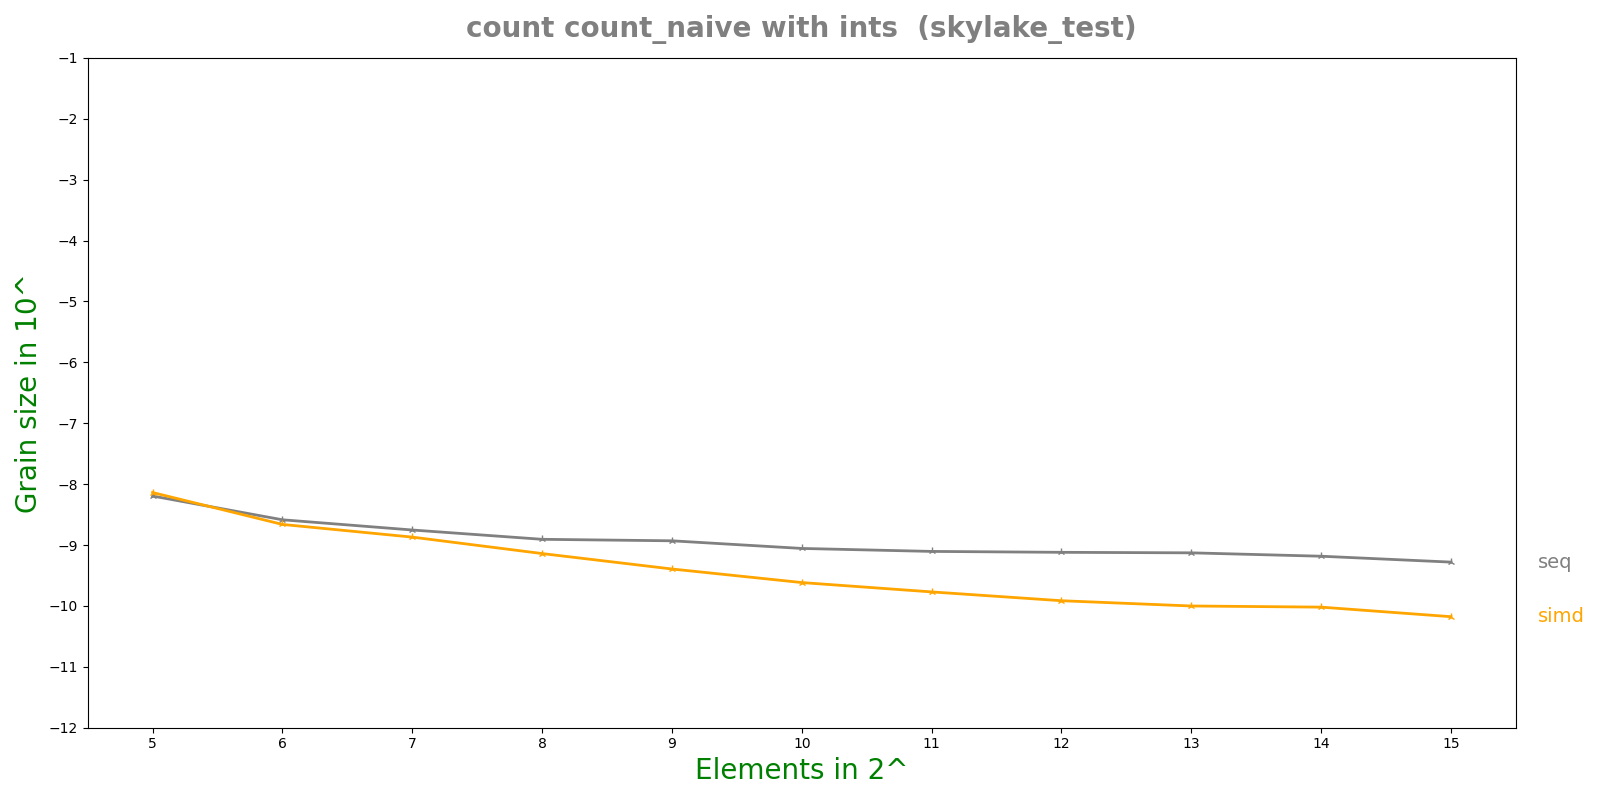 count count_naive with ints  (skylake_test)
Grain size in 10^
−1
−2
−3
−4
−5
−6
−7
−8
−9
−10
−11
−12
seq
simd
5 6 7 8 9 10 11 12 13 14 15
Elements in 2^